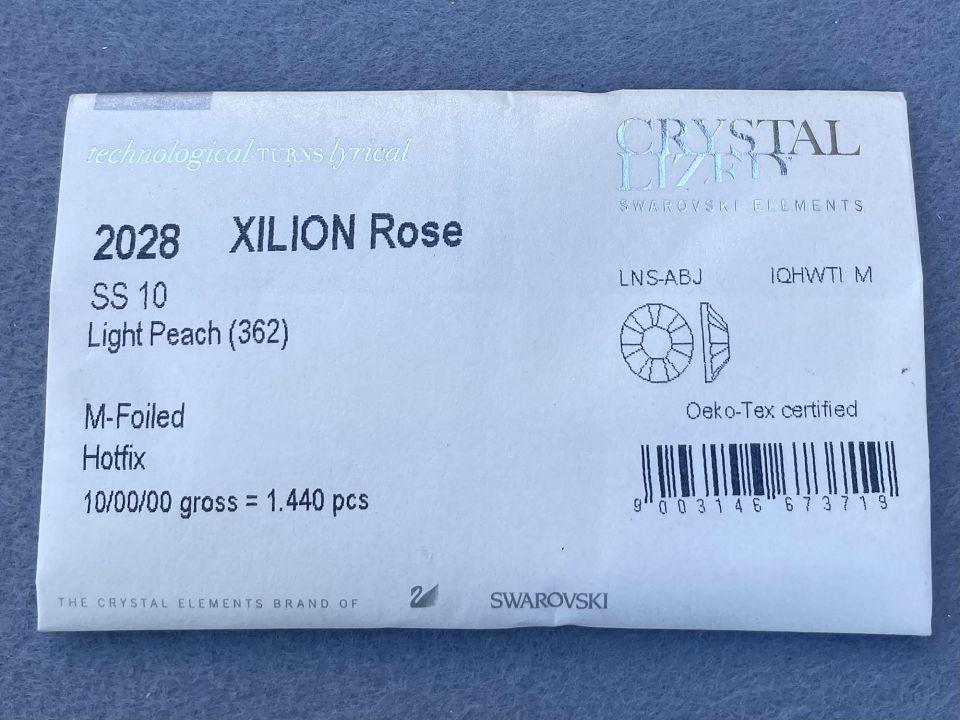 technological TURNS lyrical
CRYSTAL
LIZED™
SWAROVSKI ELEMENTS
2028 XILION Rose
SS 10
Light Peach (362)
LNS-ABJ IQHWTI M
M-Foiled
Hotfix
10/00/00 gross = 1.440 pcs
Oeko-Tex certified
9 003146 673719
THE CRYSTAL ELEMENTS BRAND OF SWAROVSKI